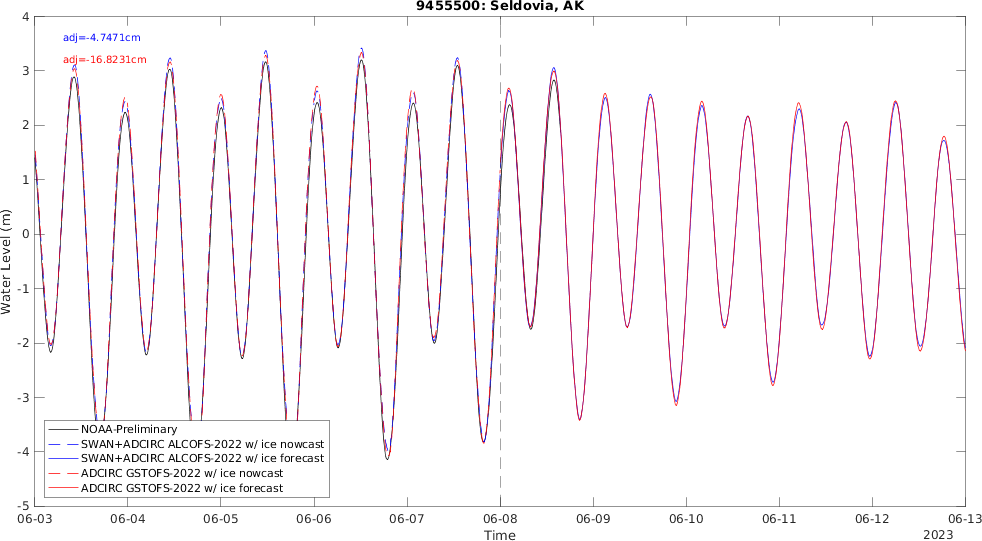 9455500: Seldovia, AK
adj=-4.7471cm
adj=-16.8231cm
4
3
2
1
0
-1
-2
-3
-4
-5
Water Level (m)
NOAA-Preliminary
SWAN+ADCIRC ALCOFS-2022 w/ ice nowcast
SWAN+ADCIRC ALCOFS-2022 w/ ice forecast
ADCIRC GSTOFS-2022 w/ ice nowcast
ADCIRC GSTOFS-2022 w/ ice forecast
06-03 06-04 06-05 06-06 06-07 06-08 06-09 06-10 06-11 06-12 06-13
Time
2023